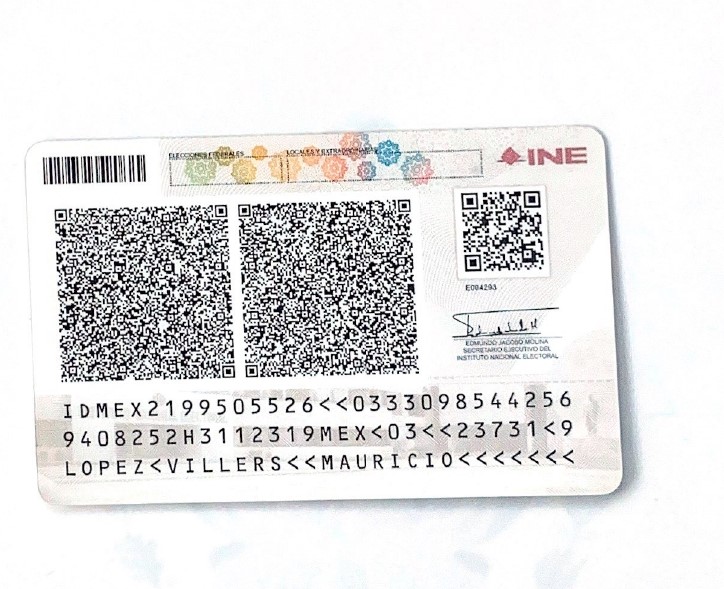 ELECCIONES FEDERALES
LOCALES Y EXTRAORDINARIAS
INE
E004293
EDMUNDO JACOBO MOLINA
SECRETARIO EJECUTIVO DEL
INSTITUTO NACIONAL ELECTORAL
IDMEX2199505526<<0333098544256
9408252H3112319MEX<03<<23731<9
LOPEZ<VILLERS<<MAURICIO<<<<<<<